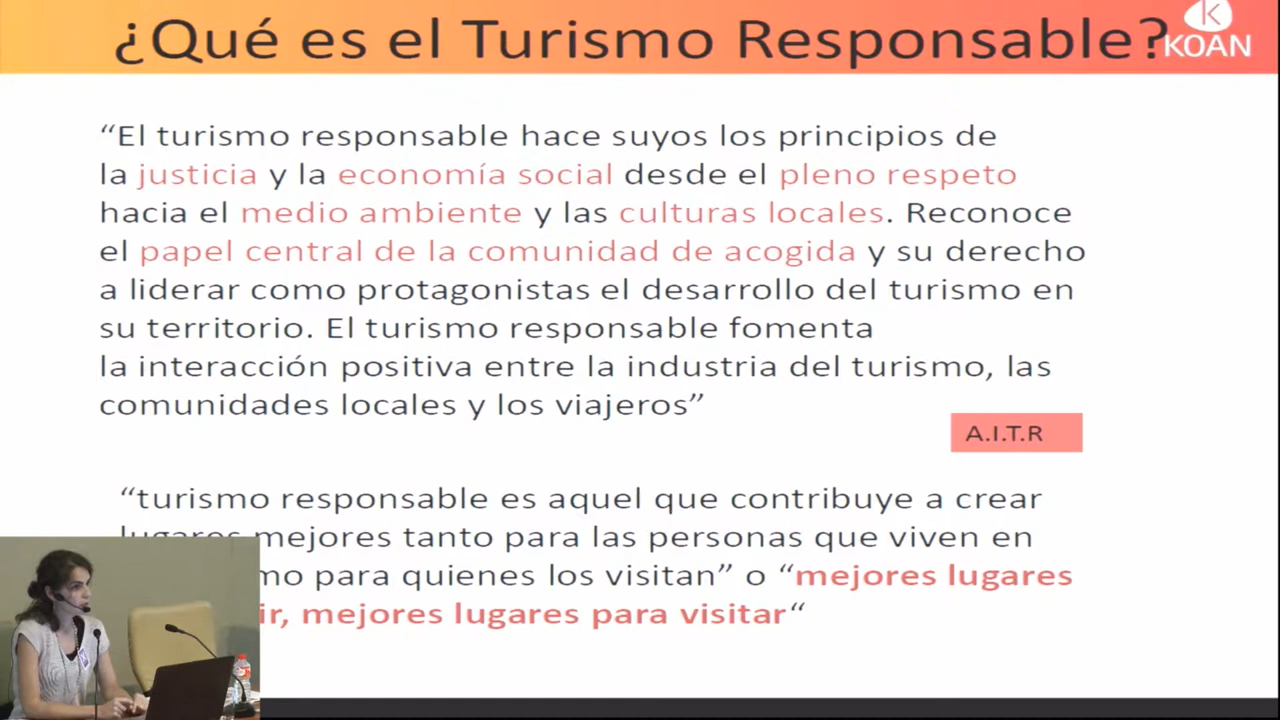 ¿Qué es el Turismo Responsable?
KOAN
“El turismo responsable hace suyos los principios de
la justicia y la economía social desde el pleno respeto
hacia el medio ambiente y las culturas locales. Reconoce
el papel central de la comunidad de acogida y su derecho
a liderar como protagonistas el desarrollo del turismo en
su territorio. El turismo responsable fomenta
la interacción positiva entre la industria del turismo, las
comunidades locales y los viajeros”
A.I.T.R
“turismo responsable es aquel que contribuye a crear
lugares mejores tanto para las personas que viven en
mo para quienes los visitan” o “mejores lugares
ir, mejores lugares para visitar“